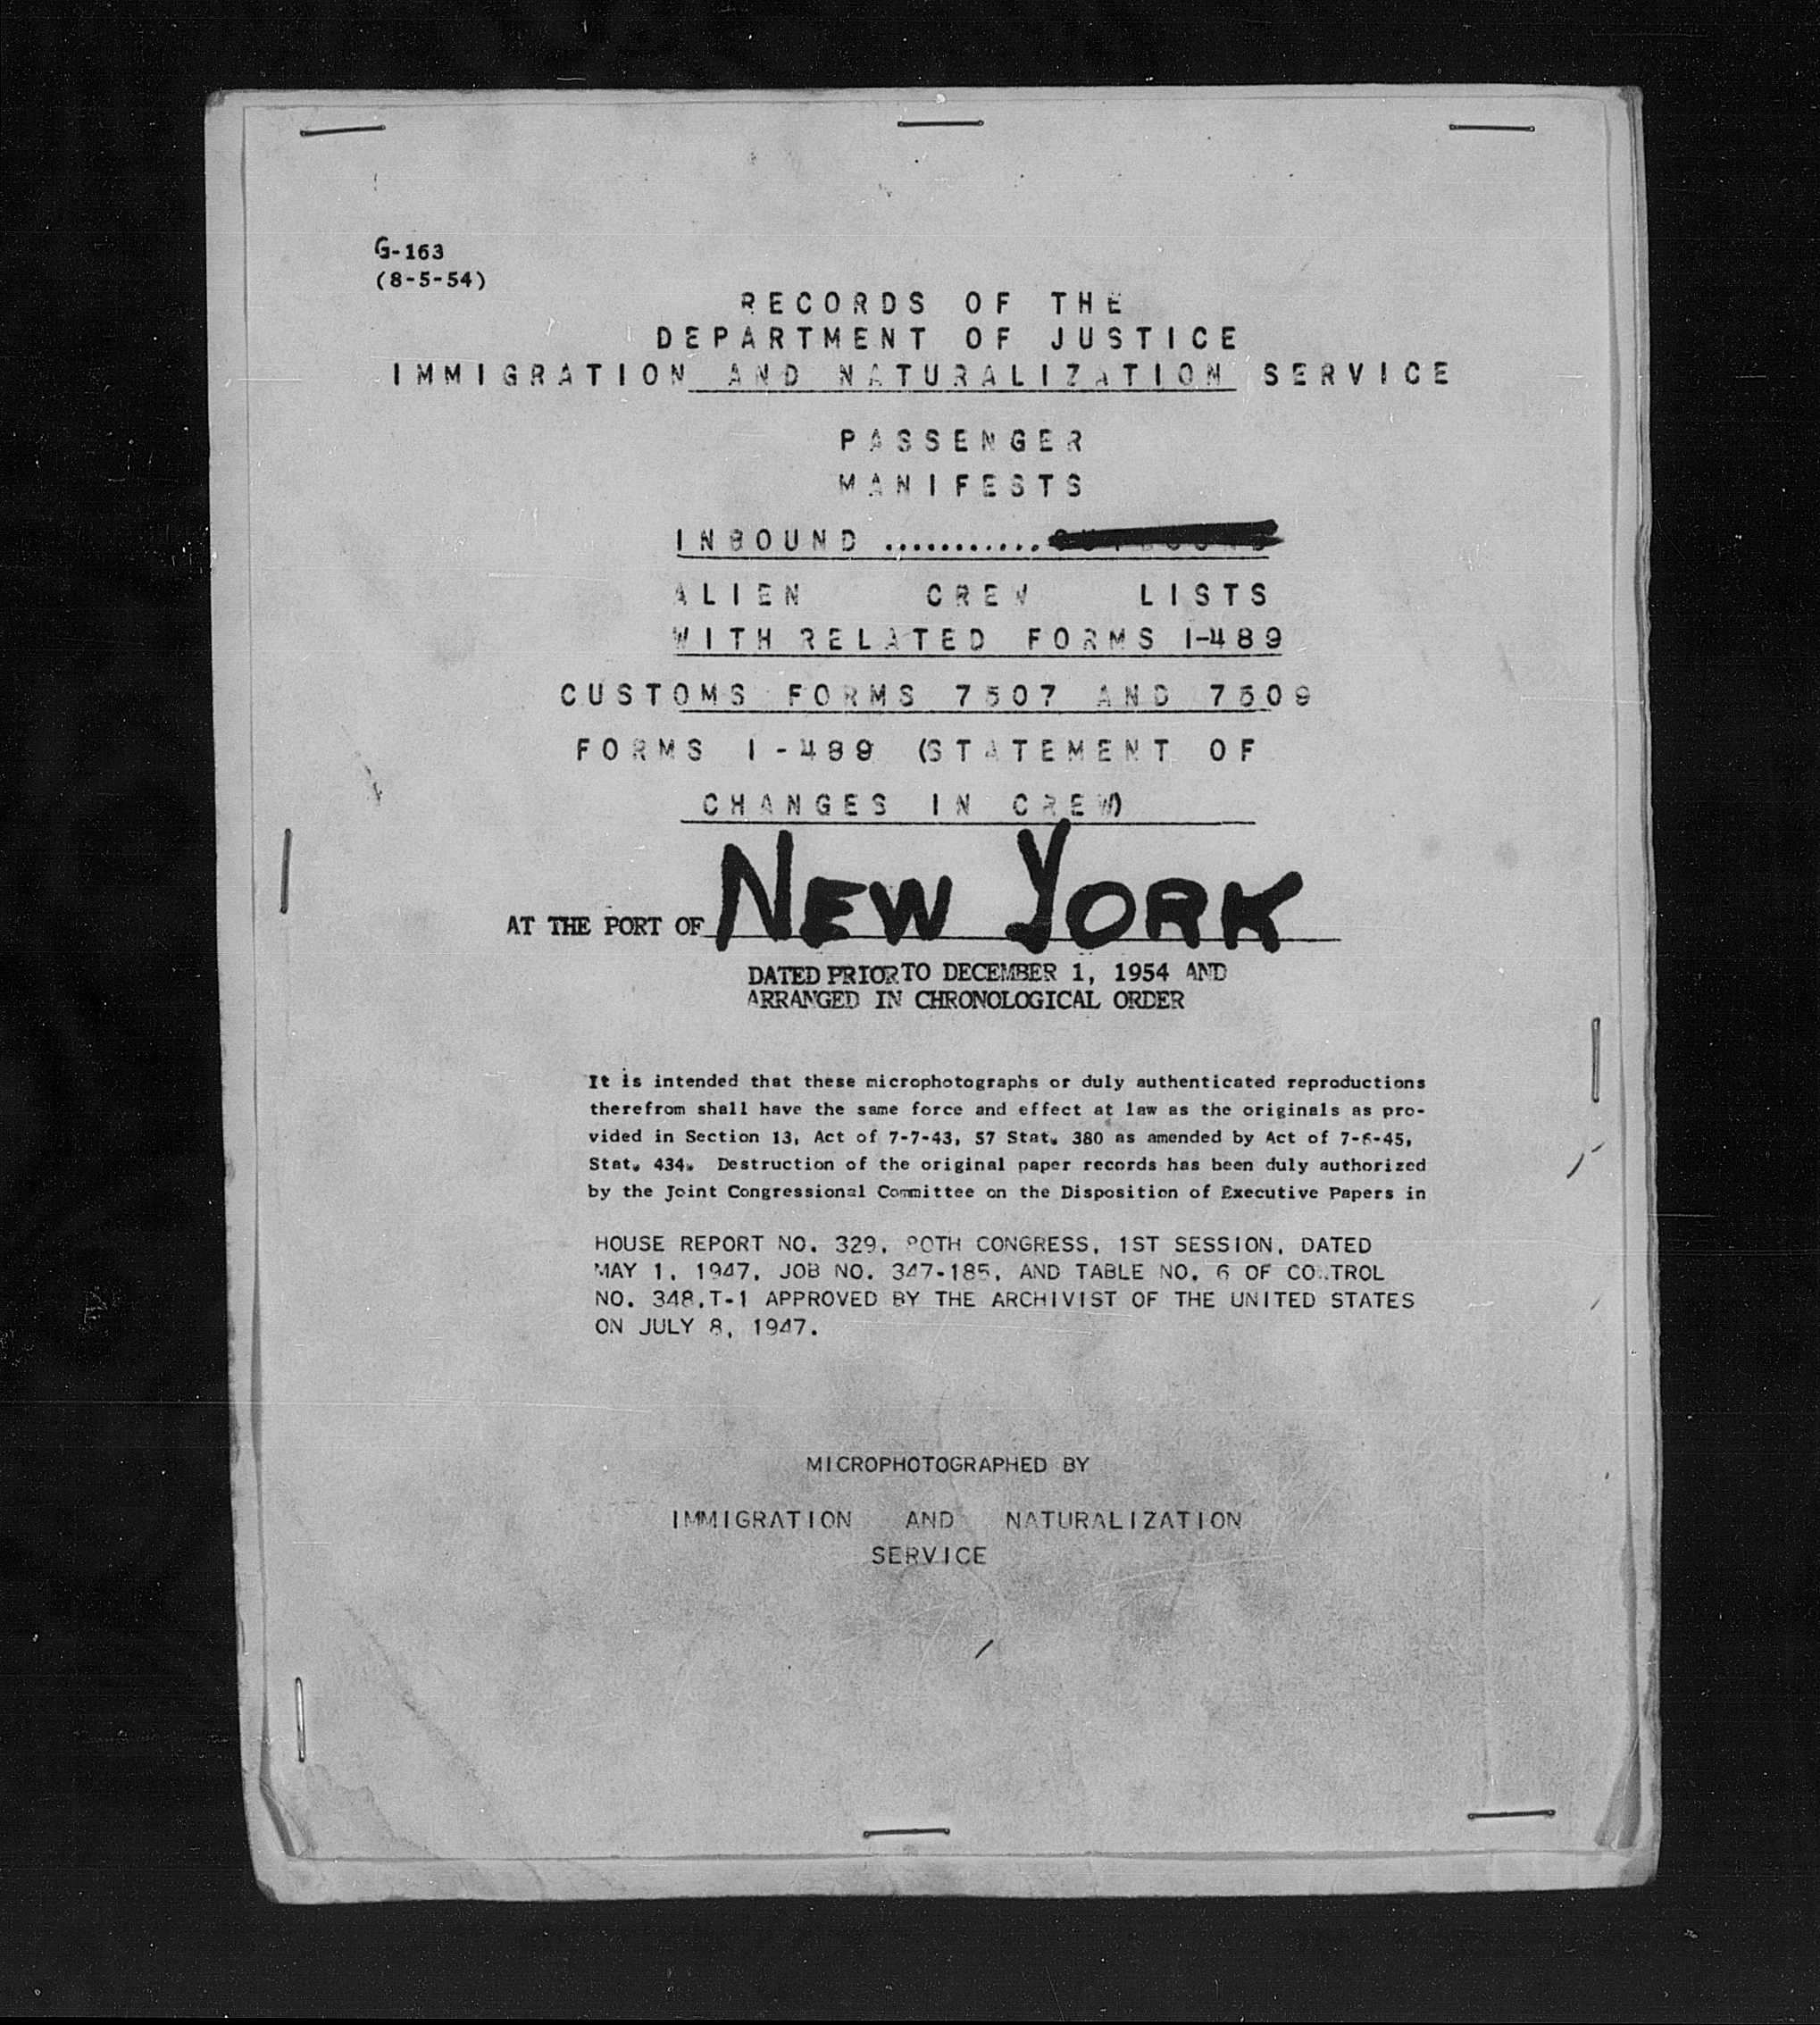 G-163
(8-5-54)
RECORDS OF THE
DEPARTMENT OF JUSTICE
IMMIGRATION AND NATURALIZATION SERVICE
PASSENGER
MANIFESTS
INBOUND ............OUTBOUND
ALIEN CREW LISTS
WITH RELATED FORMS I-489
CUSTOMS FORMS 7507 AND 7509
FORMS I-489 (STATEMENT OF
CHANGES IN CREW)
AT THE PORT OF NEW YORK
DATED PRIOR TO DECEMBER 1, 1954 AND
ARRANGED IN CHRONOLOGICAL ORDER
It is intended that these microphotographs or duly authenticated reproductions
therefrom shall have the same force and effect at law as the originals as pro-
vided in Section 13, Act of 7-7-43, 57 Stat. 380 as amended by Act of 7-6-45,
Stat. 434. Destruction of the original paper records has been duly authorized
by the Joint Congressional Committee on the Disposition of Executive Papers in
HOUSE REPORT NO. 329, 80TH CONGRESS, 1ST SESSION, DATED
MAY 1, 1947, JOB NO. 347-185, AND TABLE NO. 6 OF CONTROL
NO. 348.T-1 APPROVED BY THE ARCHIVIST OF THE UNITED STATES
ON JULY 8, 1947.
MICROPHOTOGRAPHED BY
IMMIGRATION AND NATURALIZATION
SERVICE